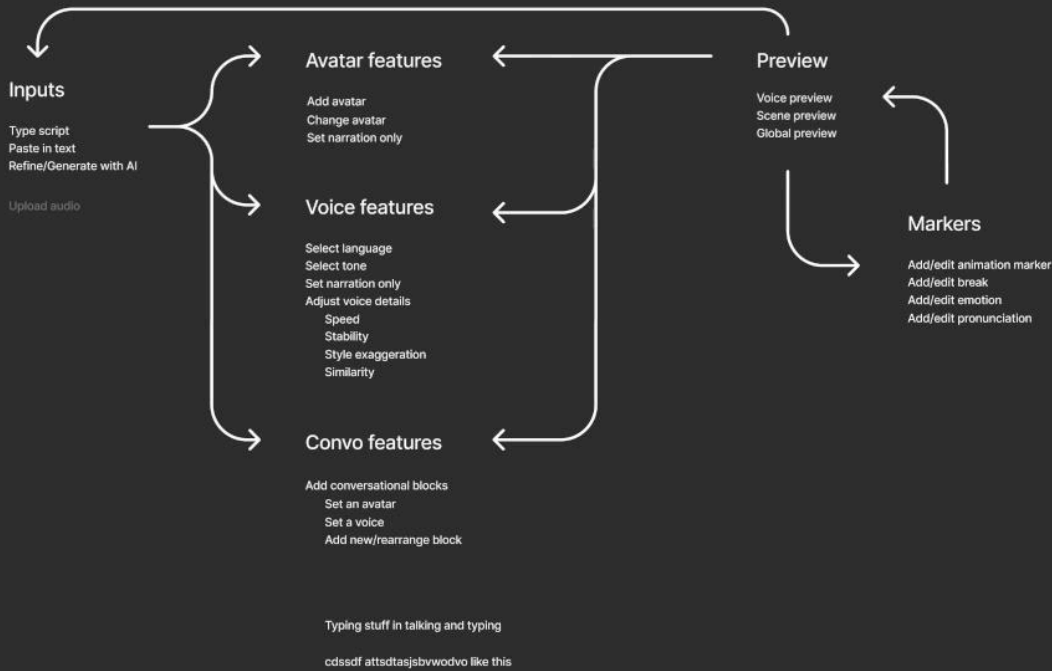 Inputs
Type script
Paste in text
Refine/Generate with AI
Upload audio
Avatar features
Add avatar
Change avatar
Set narration only
Voice features
Select language
Select tone
Set narration only
Adjust voice details
Speed
Stability
Style exaggeration
Similarity
Convo features
Add conversational blocks
Set an avatar
Set a voice
Add new/rearrange block
Typing stuff in talking and typing
cdssdf attsdtasjsbvwodvo like this
Preview
Voice preview
Scene preview
Global preview
Markers
Add/edit animation marker
Add/edit break
Add/edit emotion
Add/edit pronunciation